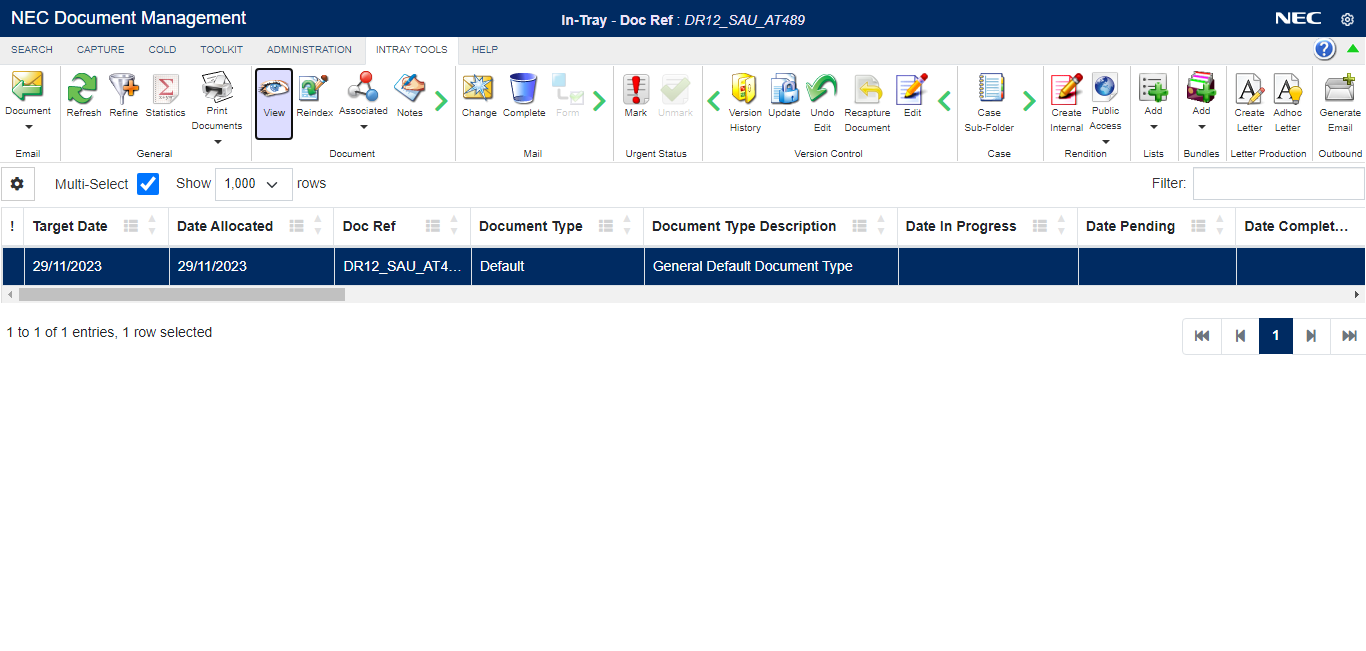 NEC Document Management
In-Tray - Doc Ref : DR12_SAU_AT489
NEC
SEARCH CAPTURE COLD TOOLKIT ADMINISTRATION INTRAY TOOLS HELP
?
Document
Email
Refresh Refine Statistics Print Documents
General
View Reindex Associated Notes
Document
Change Complete Form
Mail
Mark Unmark
Urgent Status
Version History Update Undo Edit Recapture Document Edit
Version Control
Case Sub-Folder
Case
Create Internal Public Access
Rendition
Add
Lists
Add
Bundles
Create Letter Adhoc Letter
Letter Production
Generate Email
Outbound
Multi-Select Show 1,000 rows Filter:
! Target Date Date Allocated Doc Ref Document Type Document Type Description Date In Progress Date Pending Date Complet...
29/11/2023 29/11/2023 DR12_SAU_AT4... Default General Default Document Type
1 to 1 of 1 entries, 1 row selected
1